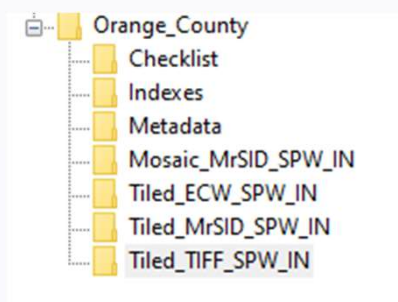 Orange_County
Checklist
Indexes
Metadata
Mosaic_MrSID_SPW_IN
Tiled_ECW_SPW_IN
Tiled_MrSID_SPW_IN
Tiled_TIFF_SPW_IN